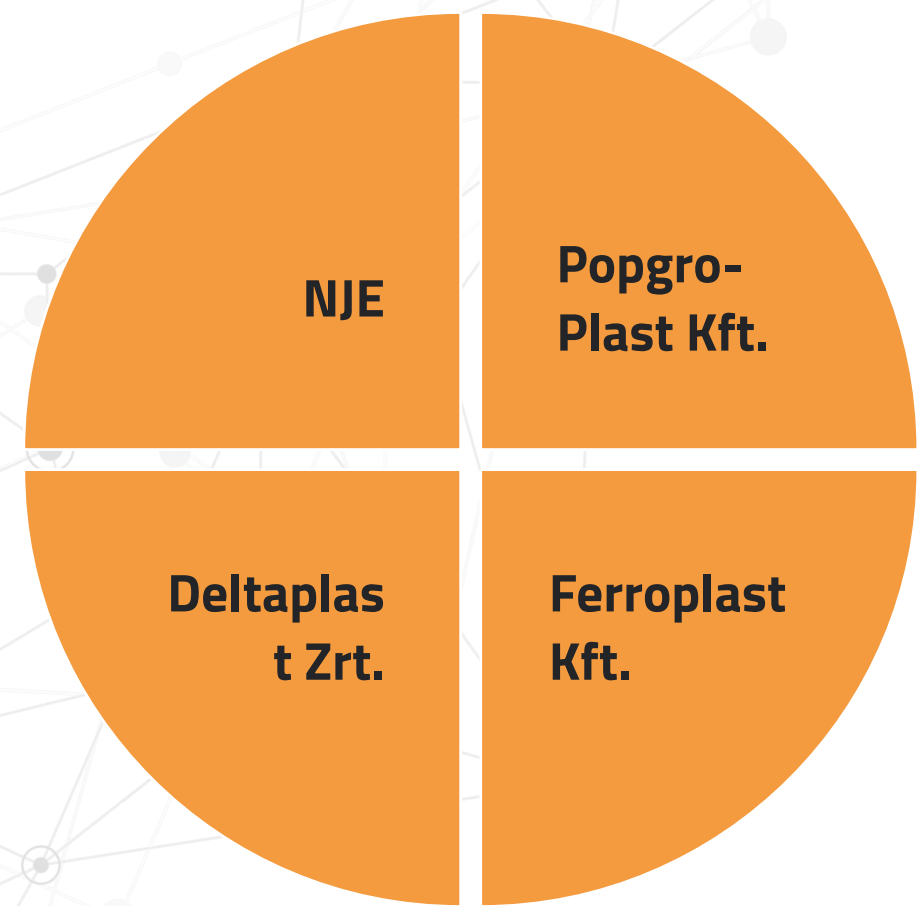 NJE
Popgro-
Plast Kft.
Deltaplas
t Zrt.
Ferroplast
Kft.